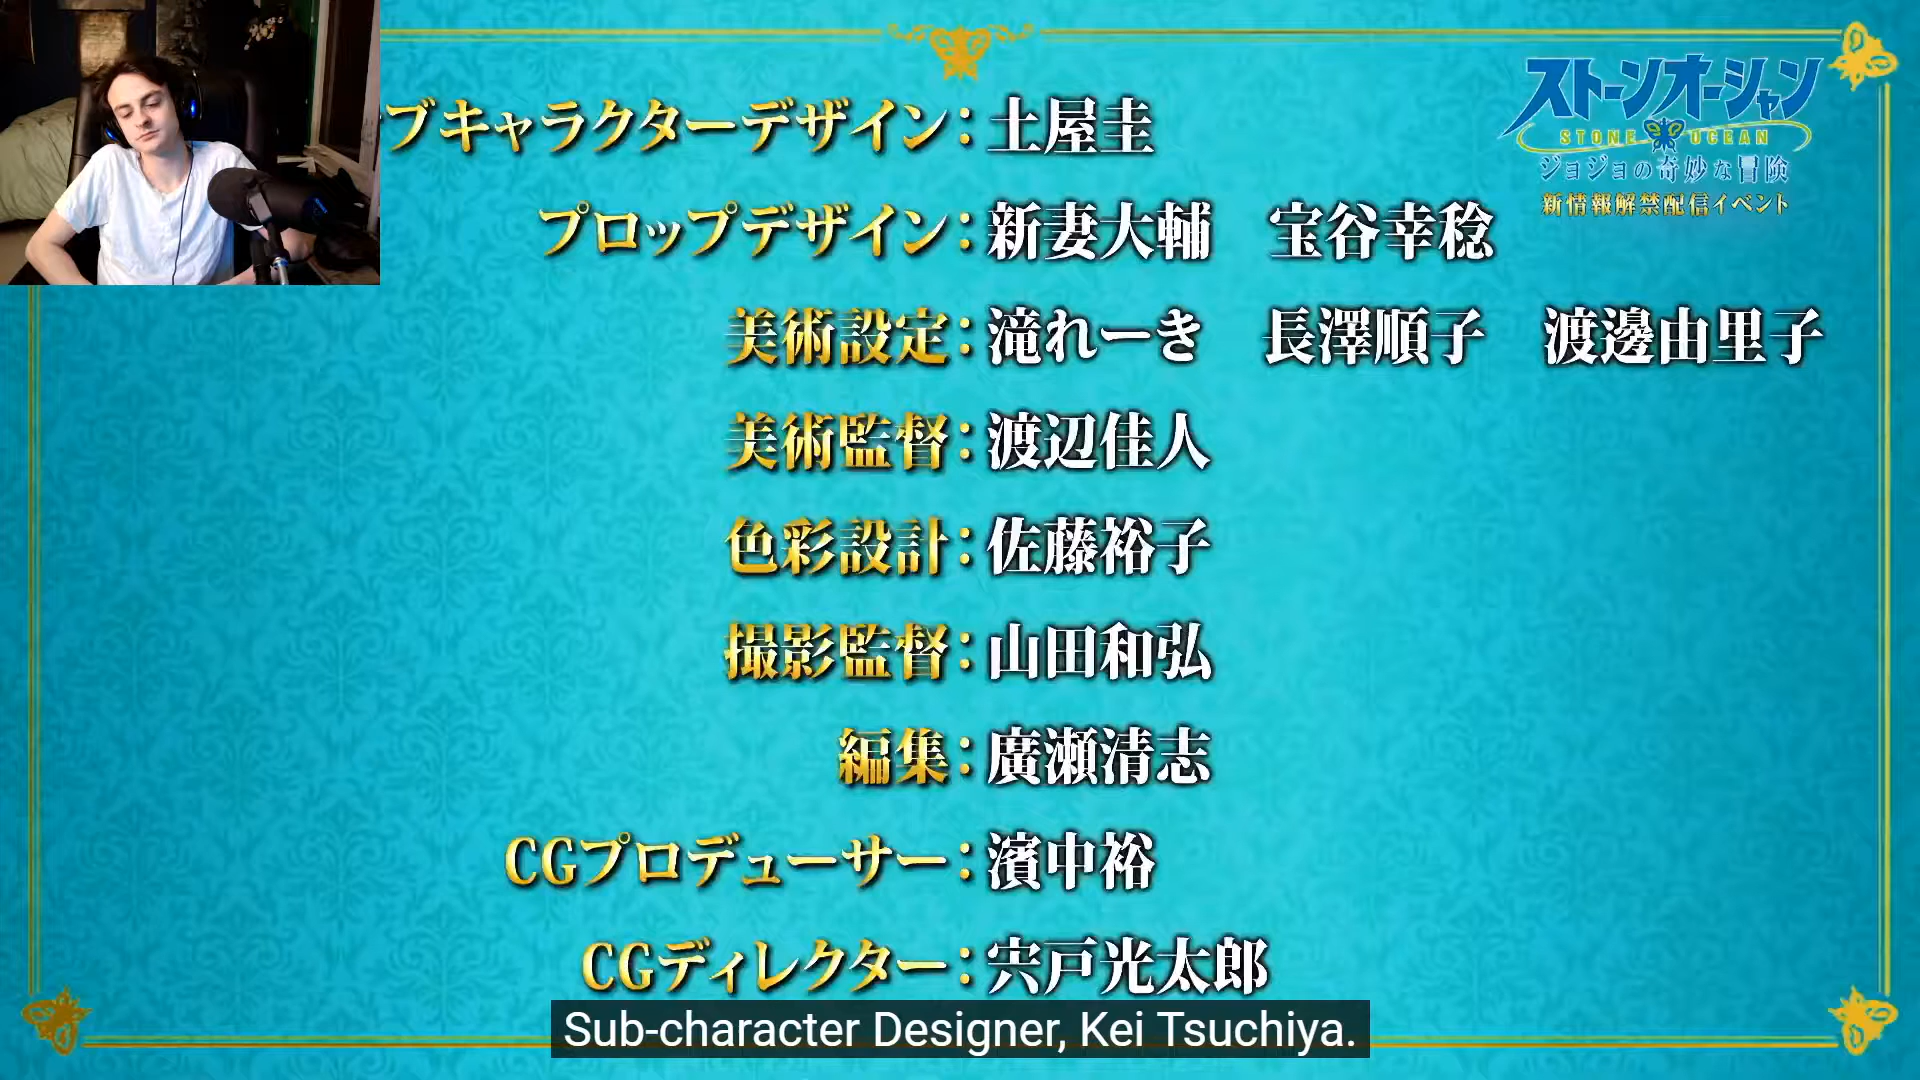 ブキャラクターデザイン：土屋圭
ストーンオーシャン
STONE OCEAN
ジョジョの奇妙な冒険
新情報解禁配信イベント
プロップデザイン：新妻大輔　宝谷幸稔
美術設定：滝れーき　長澤順子　渡邊由里子
美術監督：渡辺佳人
色彩設計：佐藤裕子
撮影監督：山田和弘
編集：廣瀬清志
CGプロデューサー：濱中裕
CGディレクター：宍戸光太郎
Sub-character Designer, Kei Tsuchiya.